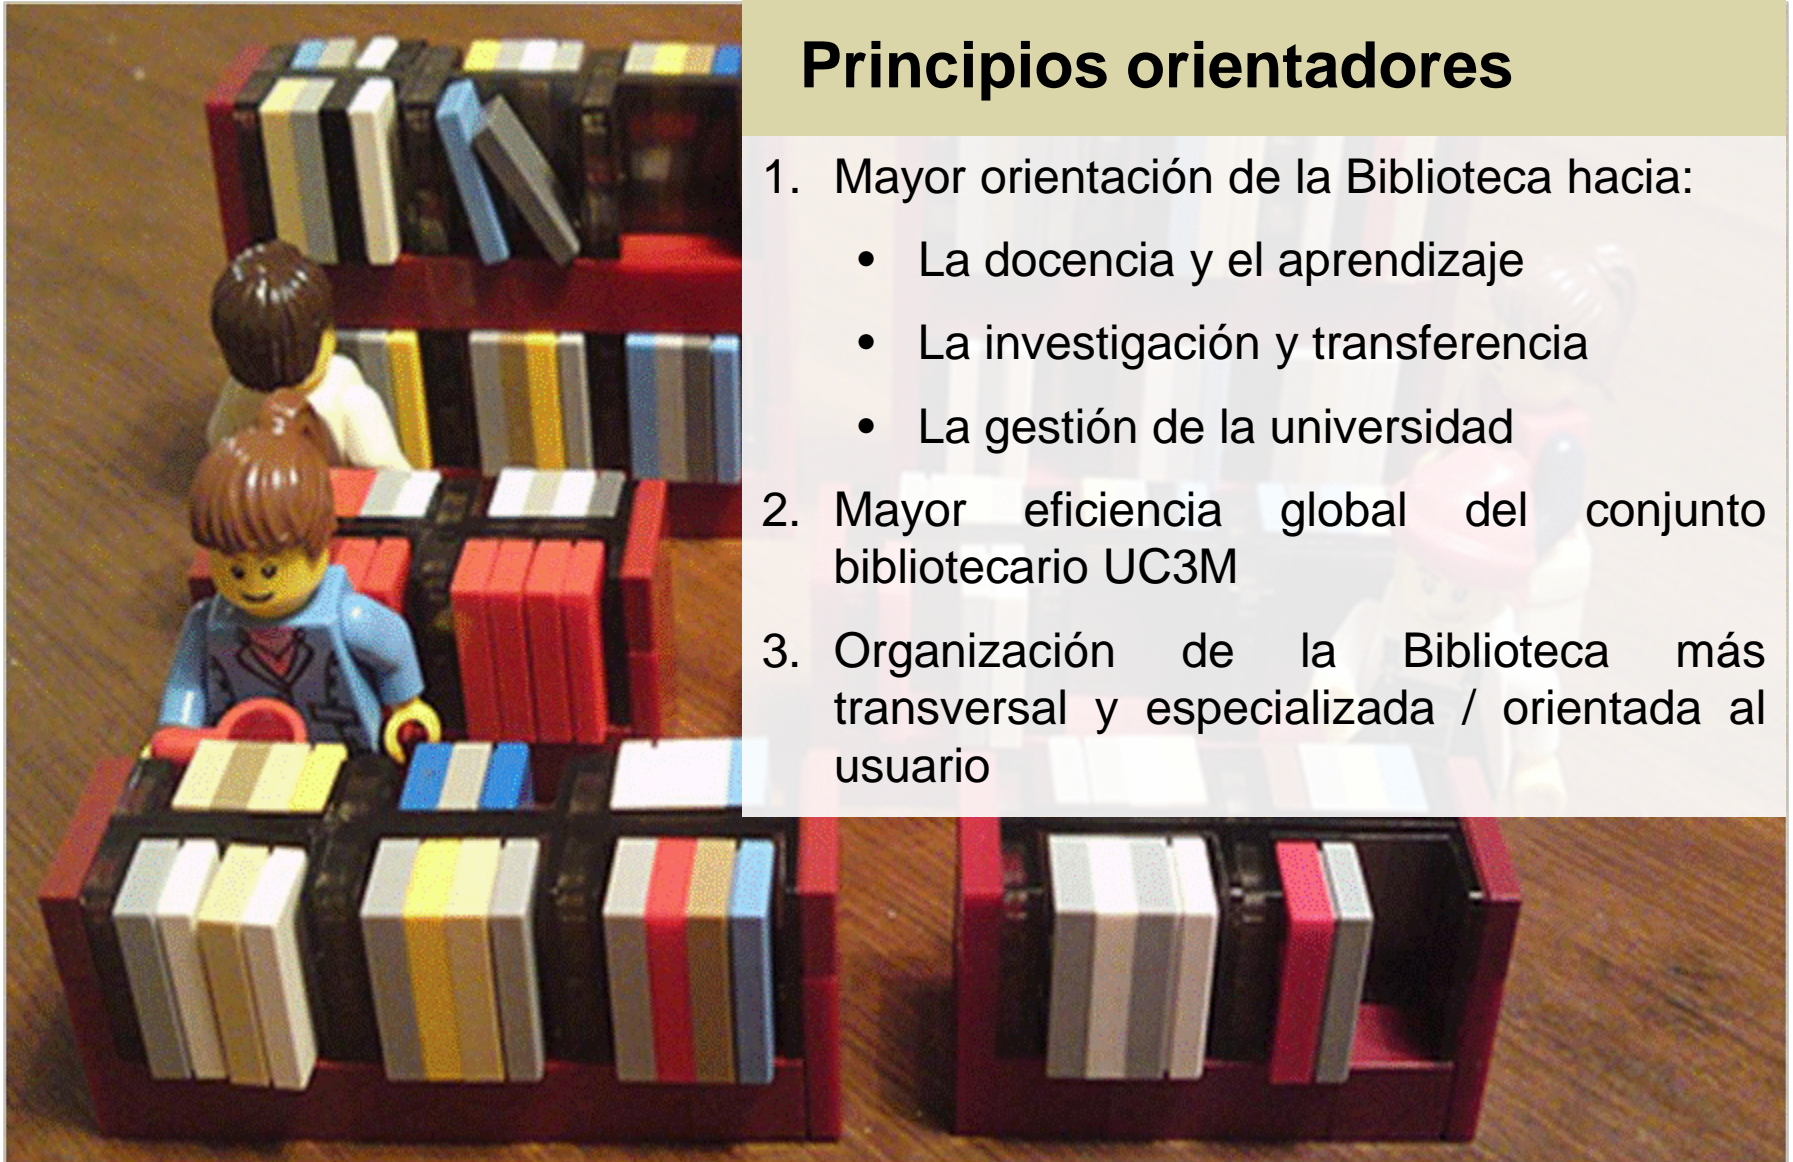 Principios orientadores
1. Mayor orientación de la Biblioteca hacia:
• La docencia y el aprendizaje
• La investigación y transferencia
• La gestión de la universidad
2. Mayor eficiencia global del conjunto
bibliotecario UC3M
3. Organización de la Biblioteca más
transversal y especializada / orientada al
usuario